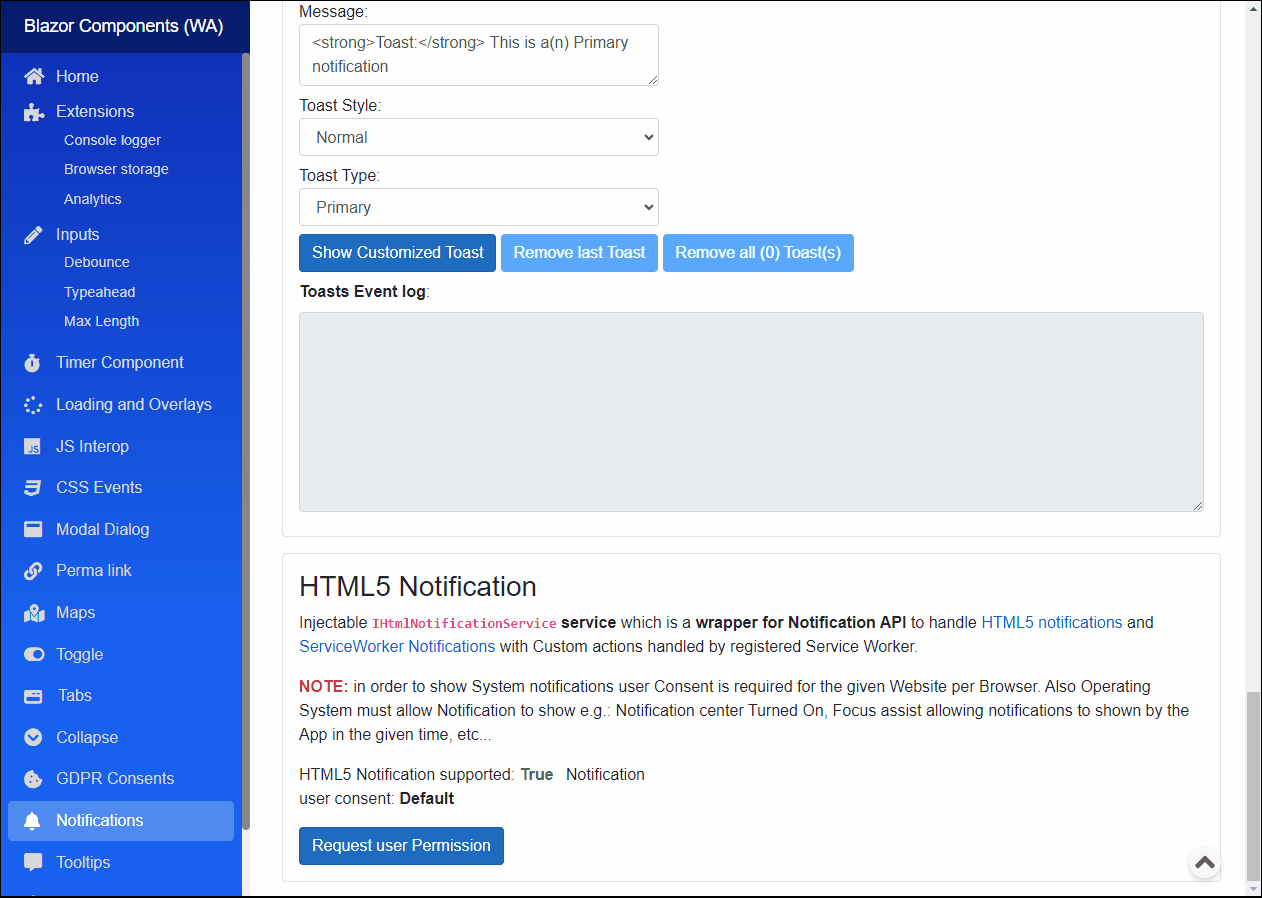 Blazor Components (WA)
Home
Extensions
Console logger
Browser storage
Analytics
Inputs
Debounce
Typeahead
Max Length
Timer Component
Loading and Overlays
JS Interop
CSS Events
Modal Dialog
Perma link
Maps
Toggle
Tabs
Collapse
GDPR Consents
Notifications
Tooltips
Message:
<strong>Toast:</strong> This is a(n) Primary
notification
Toast Style:
Normal
Toast Type:
Primary
Show Customized Toast
Remove last Toast
Remove all (0) Toast(s)
Toasts Event log:
HTML5 Notification
Injectable IHtmlNotificationService service which is a wrapper for Notification API to handle HTML5 notifications and
ServiceWorker Notifications with Custom actions handled by registered Service Worker.
NOTE: in order to show System notifications user Consent is required for the given Website per Browser. Also Operating
System must allow Notification to show e.g.: Notification center Turned On, Focus assist allowing notifications to shown by the
App in the given time, etc...
HTML5 Notification supported: True Notification
user consent: Default
Request user Permission